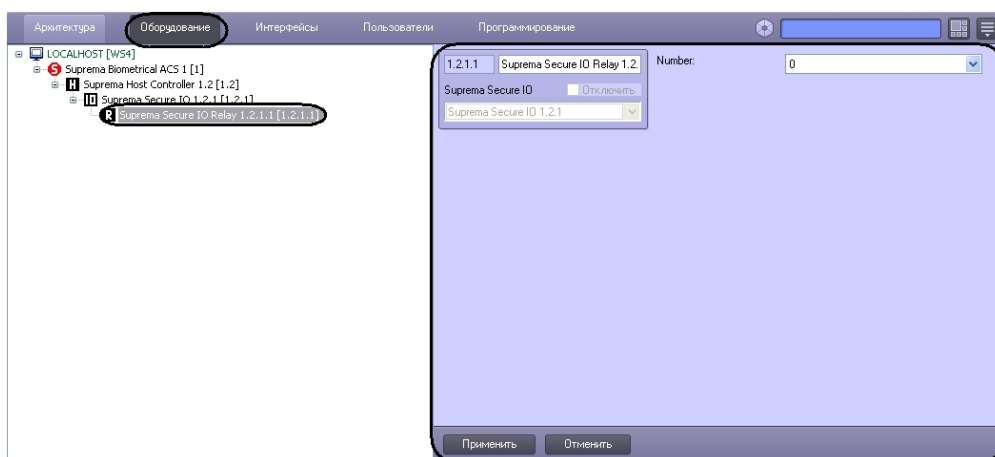 Архитектура Оборудование Интерфейсы Пользователи Программирование
LOCALHOST [WS4]
Suprema Biometrical ACS 1 [1]
Suprema Host Controller 1.2 [1.2]
Suprema Secure IO 1.2.1 [1.2.1]
Suprema Secure IO Relay 1.2.1.1 [1.2.1.1]
1.2.1.1 Suprema Secure IO Relay 1.2. Number: 0
Suprema Secure IO Отключить
Suprema Secure IO 1.2.1
Применить Отменить